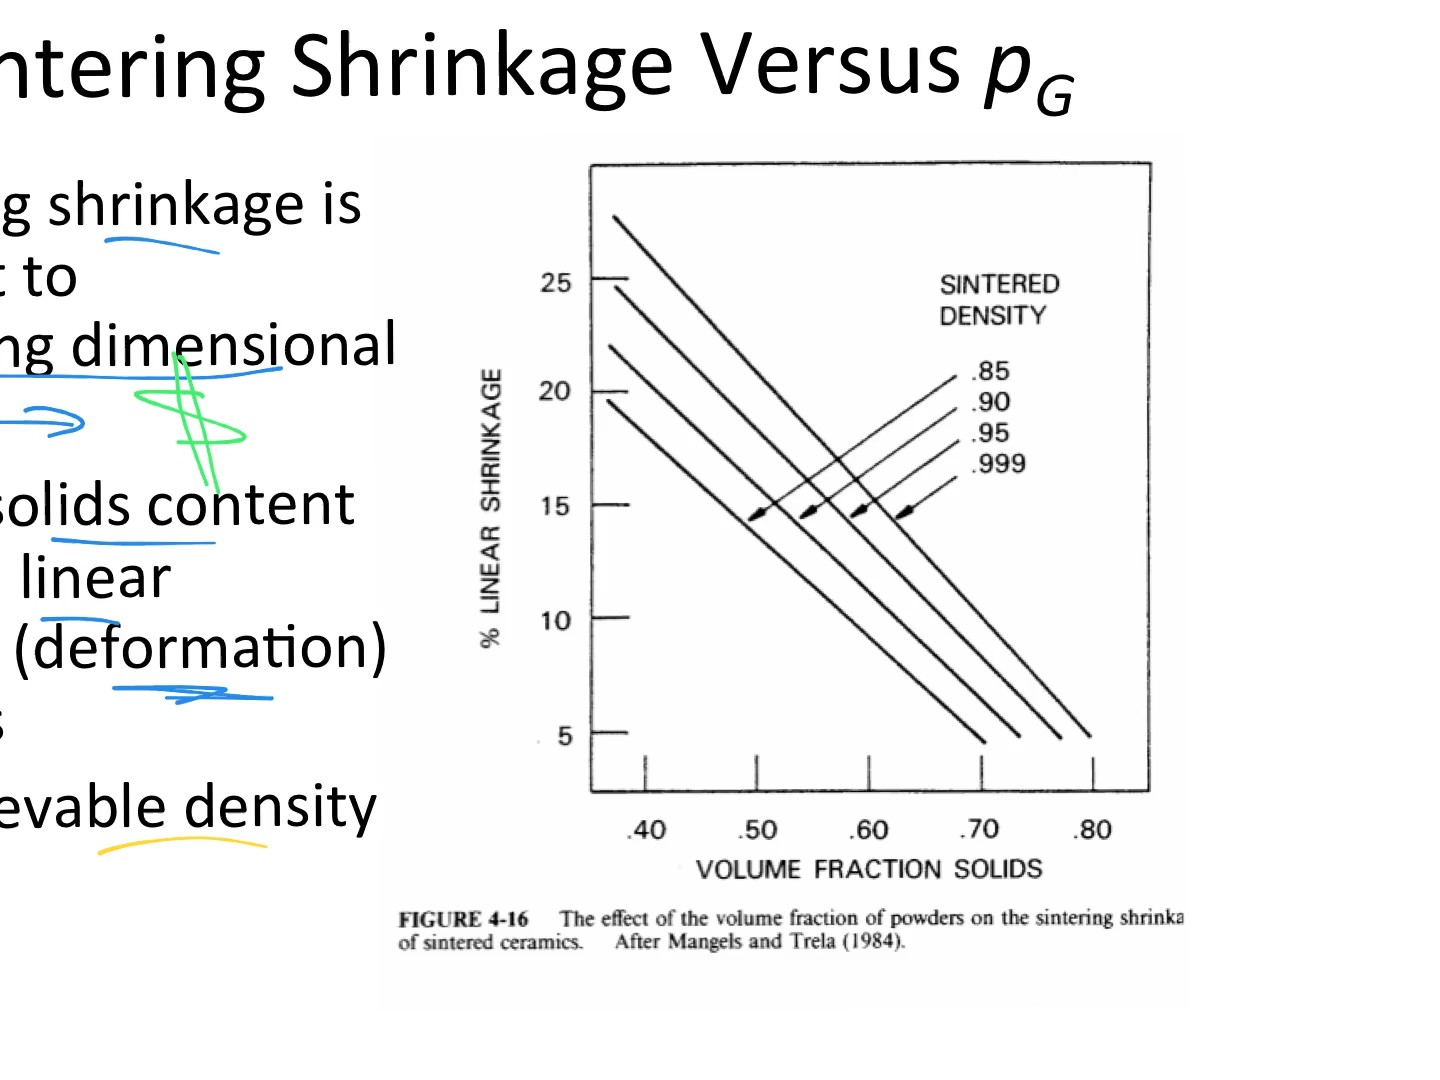 ntering Shrinkage Versus pG
g shrinkage is
t to
ng dimensional
$
solids content
linear
(deformation)
s
evable density
25
20
15
10
5
% LINEAR SHRINKAGE
SINTERED
DENSITY
.85
.90
.95
.999
.40 .50 .60 .70 .80
VOLUME FRACTION SOLIDS
FIGURE 4-16 The effect of the volume fraction of powders on the sintering shrinka
of sintered ceramics. After Mangels and Trela (1984).